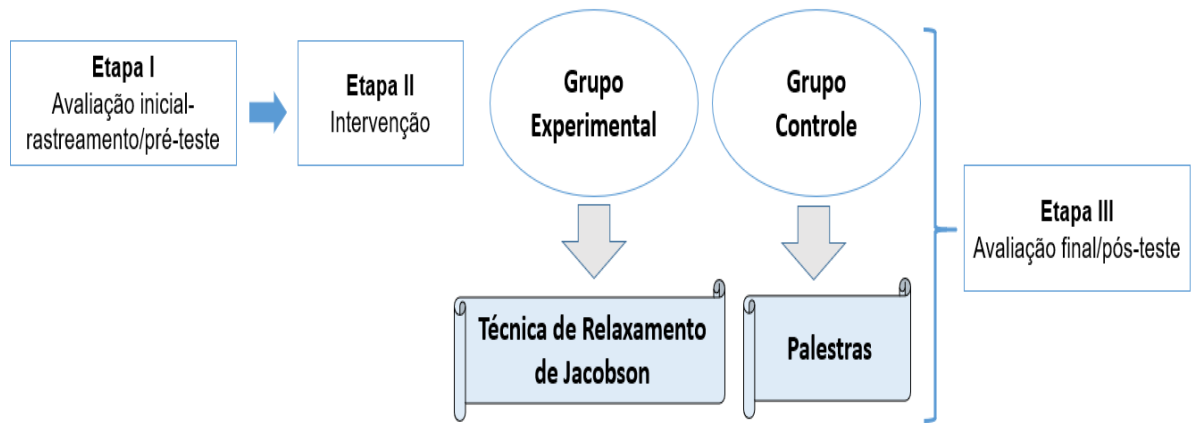 Etapa I
Avaliação inicial-
rastreamento/pré-teste
Etapa II
Intervenção
Grupo
Experimental
Técnica de Relaxamento
de Jacobson
Grupo
Controle
Palestras
Etapa III
Avaliação final/pós-teste